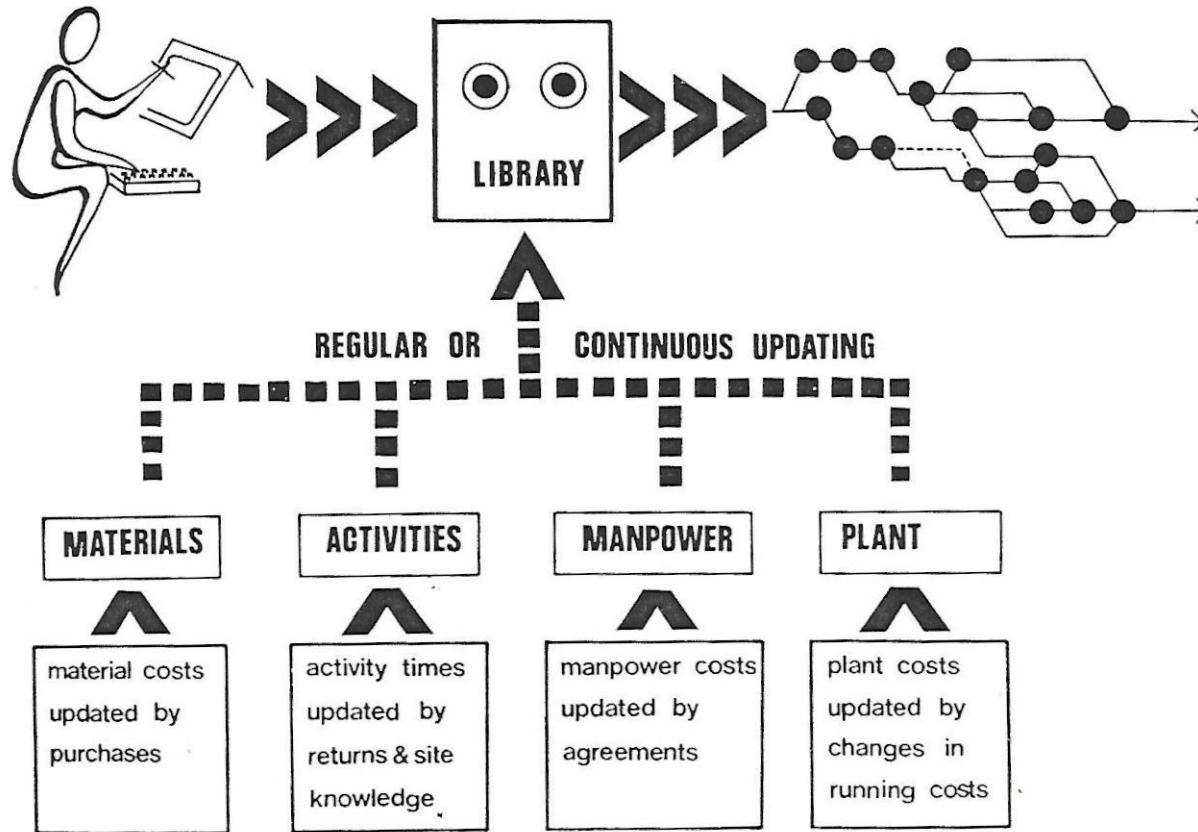 LIBRARY
REGULAR OR CONTINUOUS UPDATING
MATERIALS
ACTIVITIES
MANPOWER
PLANT
material costs
updated by
purchases
activity times
updated by
returns & site
knowledge
manpower costs
updated by
agreements
plant costs
updated by
changes in
running costs